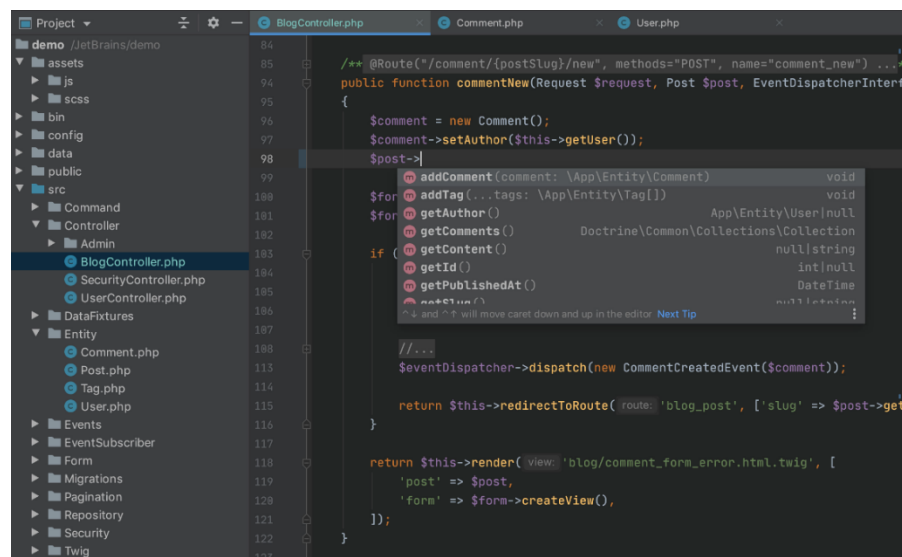 Project
BlogController.php
Comment.php
User.php
demo /JetBrains/demo
assets
js
scss
bin
config
data
public
src
Command
Controller
Admin
BlogController.php
SecurityController.php
UserController.php
DataFixtures
Entity
Comment.php
Post.php
Tag.php
User.php
Events
EventSubscriber
Form
Migrations
Pagination
Repository
Security
Twig
84
85 /** @Route("/comment/{postSlug}/new", methods="POST", name="comment_new") ...
94 public function commentNew(Request $request, Post $post, EventDispatcherInterf
95 {
96 $comment = new Comment();
97 $comment->setAuthor($this->getUser());
98 $post->
99
100 $for
101 $for
102
103 if (
104
105
106
107
108 //...
113 $eventDispatcher->dispatch(new CommentCreatedEvent($comment));
114
115 return $this->redirectToRoute( route: 'blog_post', ['slug' => $post->get
116 }
117
118 return $this->render( view: 'blog/comment_form_error.html.twig', [
119 'post' => $post,
120 'form' => $form->createView(),
121 ]);
122 }
123
m addComment(comment: \App\Entity\Comment) void
m addTag(...tags: \App\Entity\Tag[]) void
m getAuthor() App\Entity\User|null
m getComments() Doctrine\Common\Collections\Collection
m getContent() null|string
m getId() int|null
m getPublishedAt() DateTime
m getSlug() null|string
^↓ and ^↑ will move caret down and up in the editor Next Tip